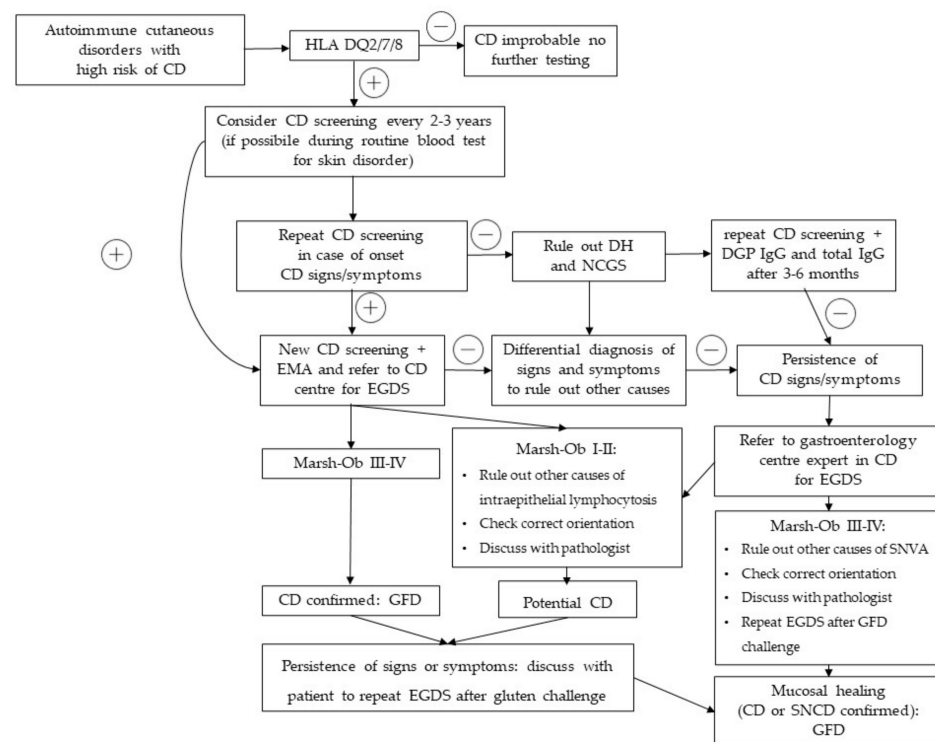 Autoimmune cutaneous
disorders with
high risk of CD
HLA DQ2/7/8
−
CD improbable no
further testing
+
Consider CD screening every 2-3 years
(if possibile during routine blood test
for skin disorder)
+
Repeat CD screening
in case of onset
CD signs/symptoms
−
Rule out DH
and NCGS
repeat CD screening +
DGP IgG and total IgG
after 3-6 months
+
−
New CD screening +
EMA and refer to CD
centre for EGDS
−
Differential diagnosis of
signs and symptoms
to rule out other causes
−
Persistence of
CD signs/symptoms
Marsh-Ob III-IV
Marsh-Ob I-II:
• Rule out other causes of
intraepithelial lymphocytosis
• Check correct orientation
• Discuss with pathologist
Refer to gastroenterology
centre expert in CD
for EGDS
Marsh-Ob III-IV:
• Rule out other causes of SNVA
• Check correct orientation
• Discuss with pathologist
• Repeat EGDS after GFD
challenge
CD confirmed: GFD
Potential CD
Persistence of signs or symptoms: discuss with
patient to repeat EGDS after gluten challenge
Mucosal healing
(CD or SNCD confirmed):
GFD